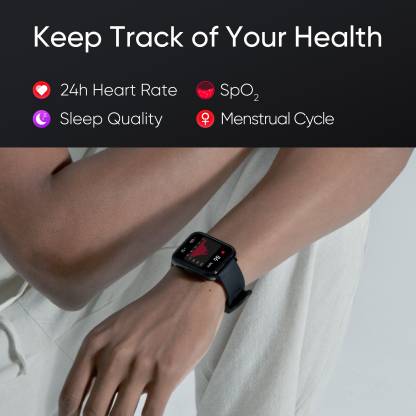 Keep Track of Your Health
24h Heart Rate
SpO₂
Sleep Quality
Menstrual Cycle